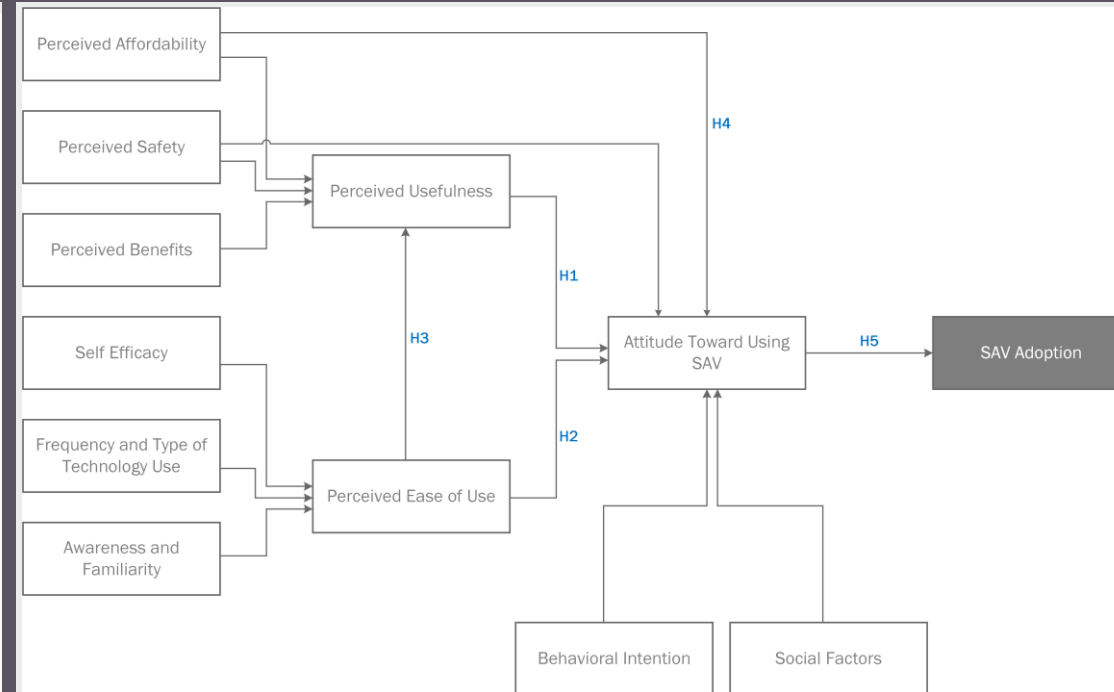 Perceived Affordability
H4
Perceived Safety
Perceived Usefulness
Perceived Benefits
H1
H3
Self Efficacy
Attitude Toward Using
SAV
H5
SAV Adoption
H2
Frequency and Type of
Technology Use
Perceived Ease of Use
Awareness and
Familiarity
Behavioral Intention
Social Factors